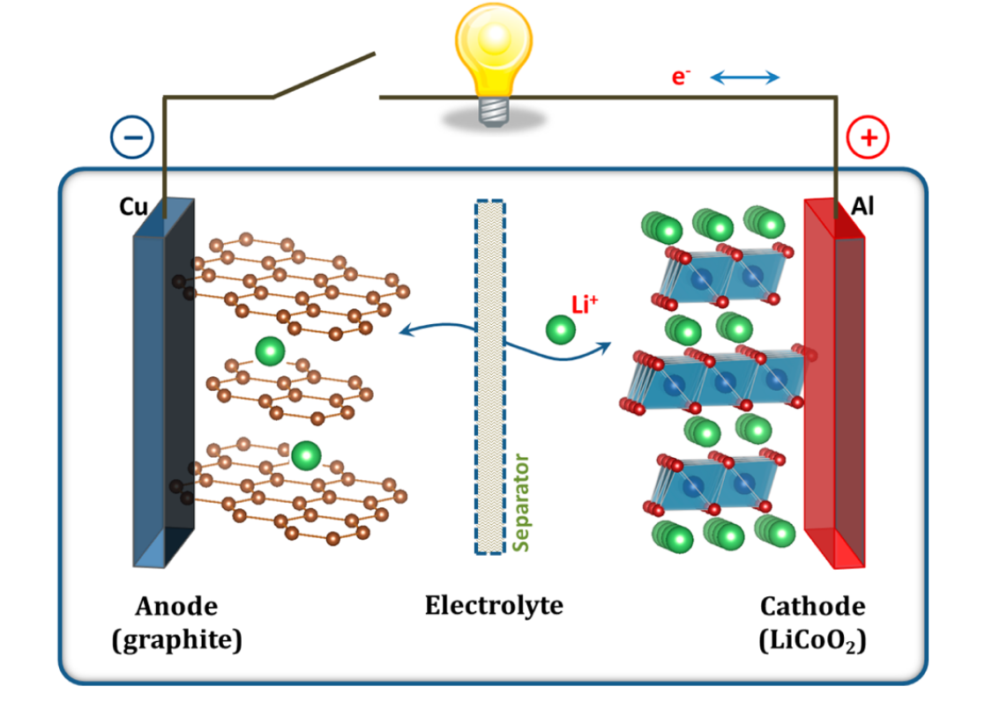 e⁻
−
+
Cu
Al
Li⁺
Separator
Anode
(graphite)
Electrolyte
Cathode
(LiCoO₂)